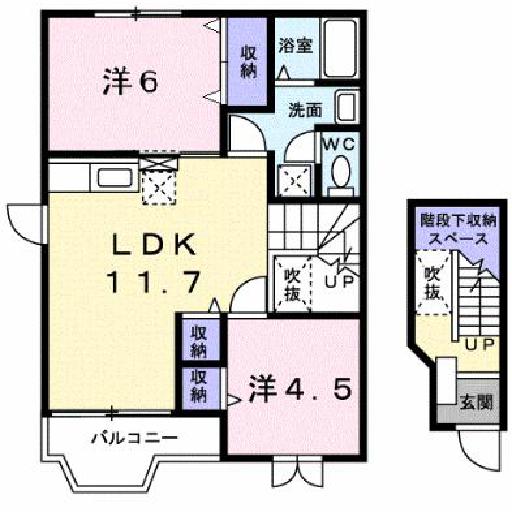 洋6
収納
浴室
洗面
WC
LDK
11.7
吹抜
UP
収納
収納
洋4.5
バルコニー
階段下収納
スペース
吹抜
UP
玄関